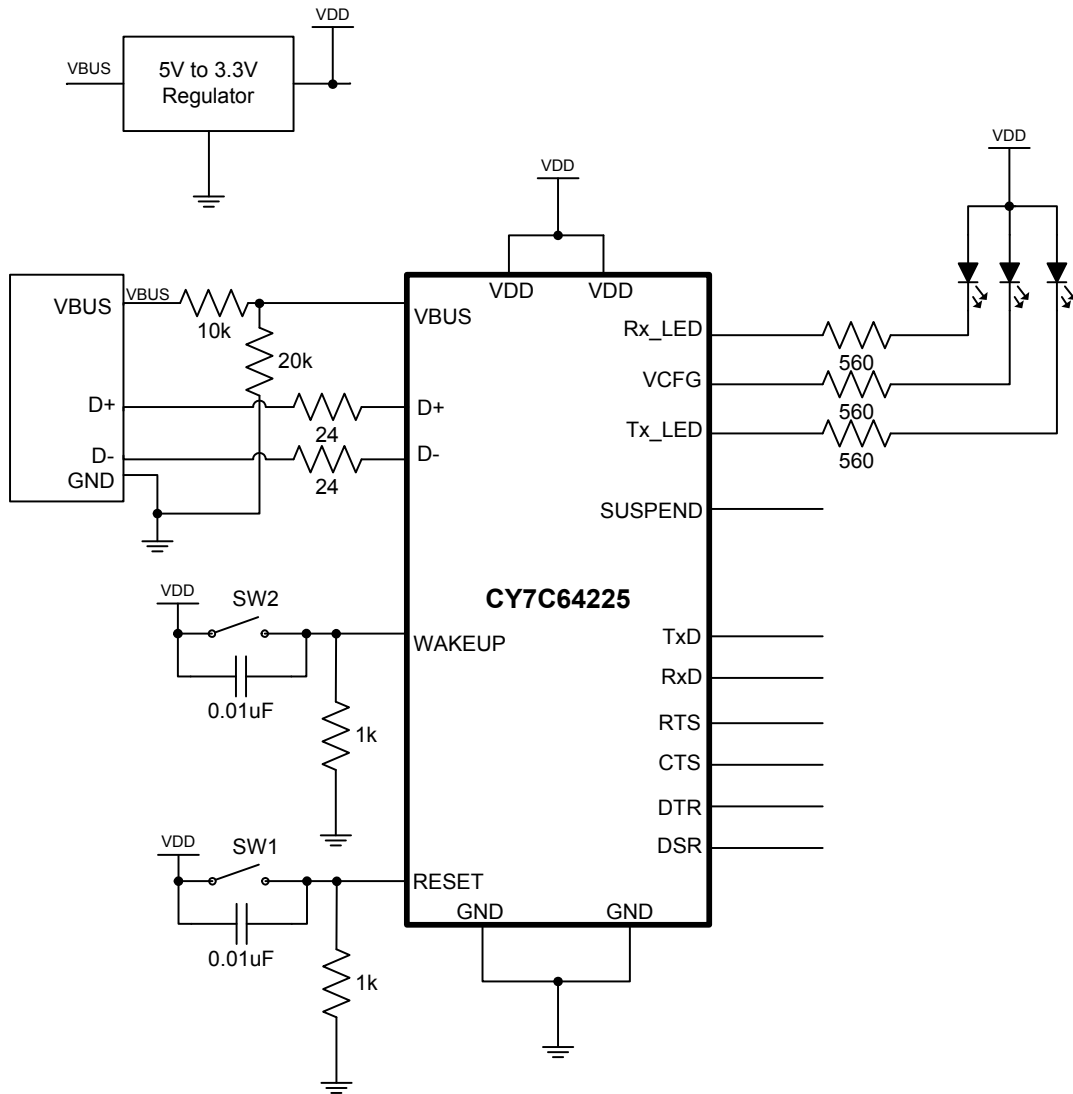 VDD
VBUS
5V to 3.3V
Regulator
VDD
VDD
VDD VDD
VBUS
VBUS
10k
20k
VBUS
D+
24
D+
D-
24
D-
GND
Rx_LED
560
VCFG
560
Tx_LED
560
SUSPEND
CY7C64225
VDD
SW2
WAKEUP
0.01uF
1k
TxD
RxD
RTS
CTS
DTR
DSR
VDD
SW1
RESET
0.01uF
1k
GND GND